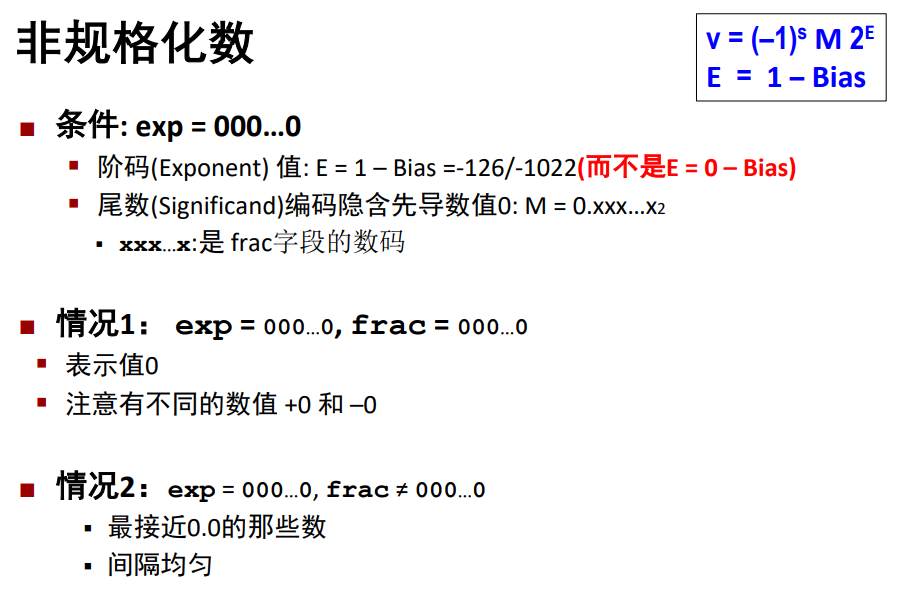 非规格化数
v = (–1)ˢ M 2ᴱ
E = 1 – Bias
条件: exp = 000…0
阶码(Exponent) 值: E = 1 – Bias =-126/-1022(而不是E = 0 – Bias)
尾数(Significand)编码隐含先导数值0: M = 0.xxx…x₂
xxx…x:是 frac字段的数码
情况1： exp = 000…0, frac = 000…0
表示值0
注意有不同的数值 +0 和 –0
情况2：exp = 000…0, frac ≠ 000…0
最接近0.0的那些数
间隔均匀